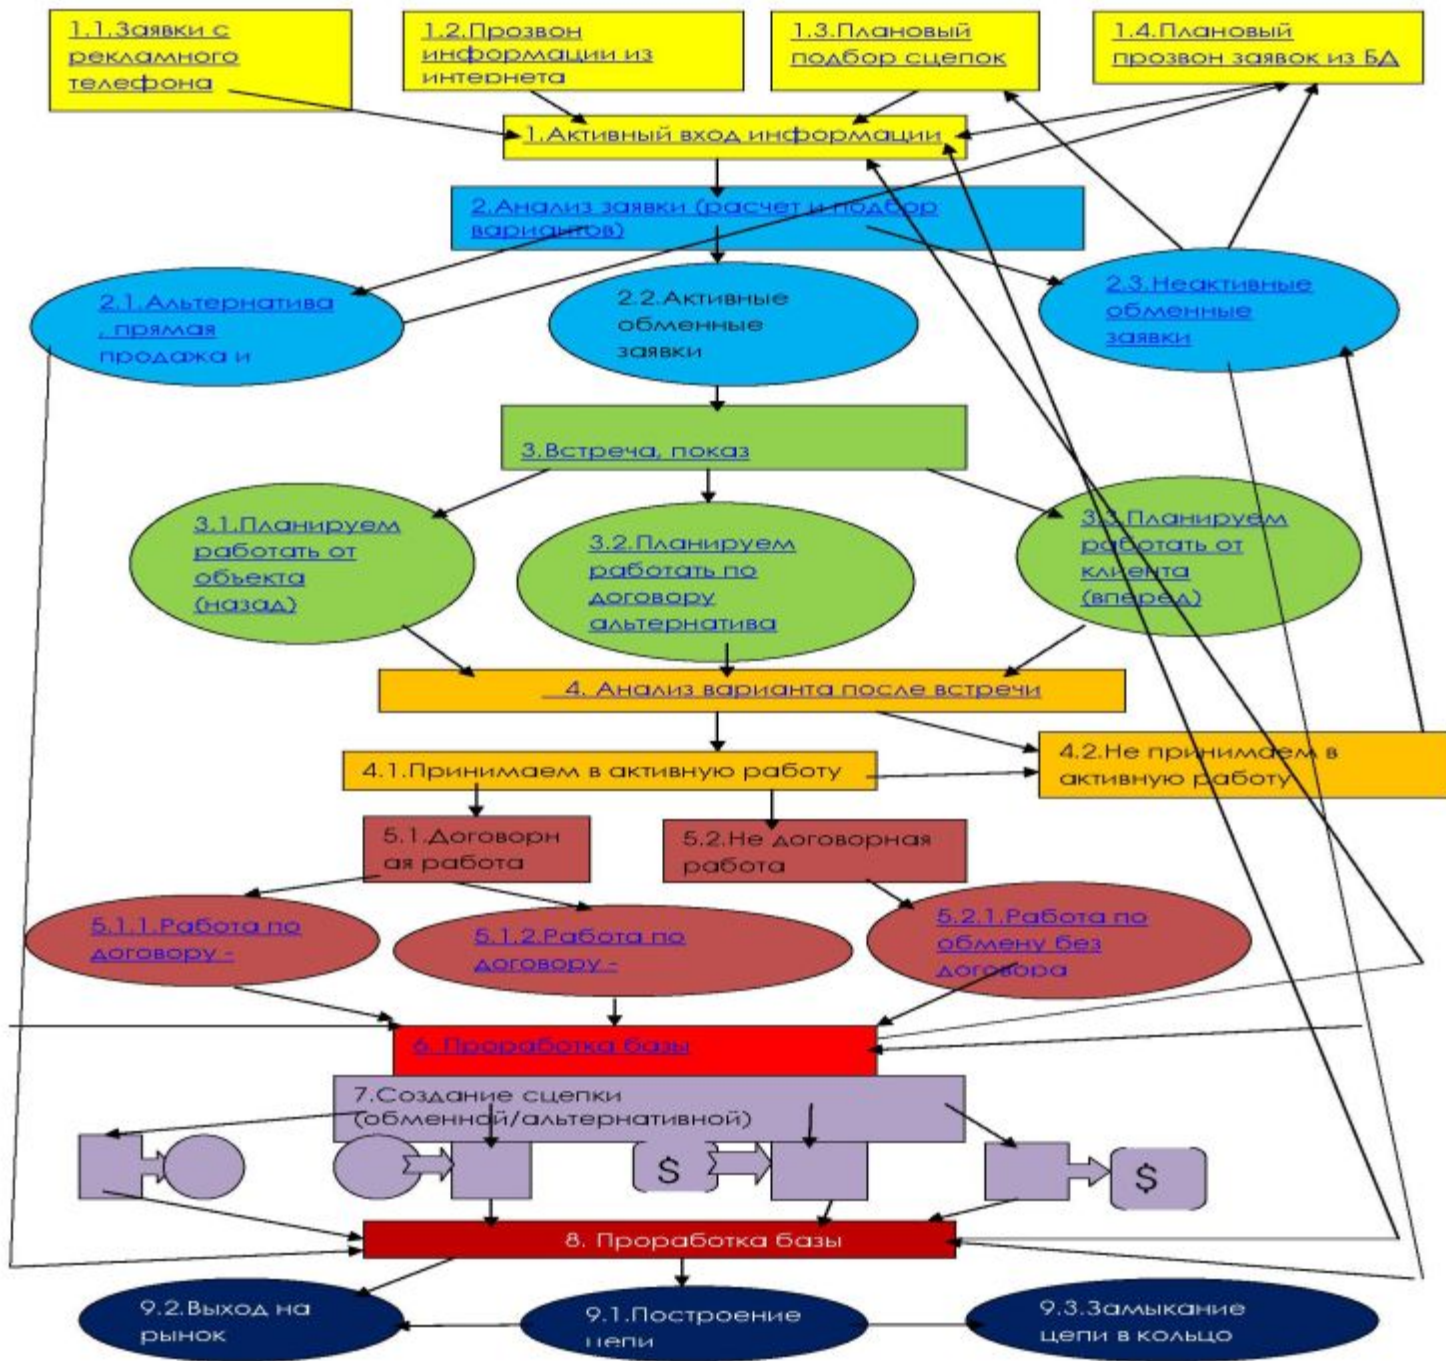 1.1.Заявки с
рекламного
телефона
1.2.Прозвон
информации из
интернета
1.3.Плановый
подбор сцепок
1.4.Плановый
прозвон заявок из БД
1.Активный вход информации
2.Анализ заявки (расчет и подбор
вариантов)
2.1.Альтернатива
, прямая
продажа и
2.2.Активные
обменные
заявки
2.3.Неактивные
обменные
заявки
3.Встреча, показ
3.1.Планируем
работать от
объекта
(назад)
3.2.Планируем
работать по
договору
альтернатива
3.3.Планируем
работать от
клиента
(вперед)
4. Анализ варианта после встречи
4.1.Принимаем в активную работу
4.2.Не принимаем в
активную работу
5.1.Договорн
ая работа
5.2.Не договорная
работа
5.1.1.Работа по
договору -
5.1.2.Работа по
договору -
5.2.1.Работа по
обмену без
договора
6. Проработка базы
7.Создание сцепки
(обменной/альтернативной)
$
$
8. Проработка базы
9.2.Выход на
рынок
9.1.Построение
цепи
9.3.Замыкание
цепи в кольцо